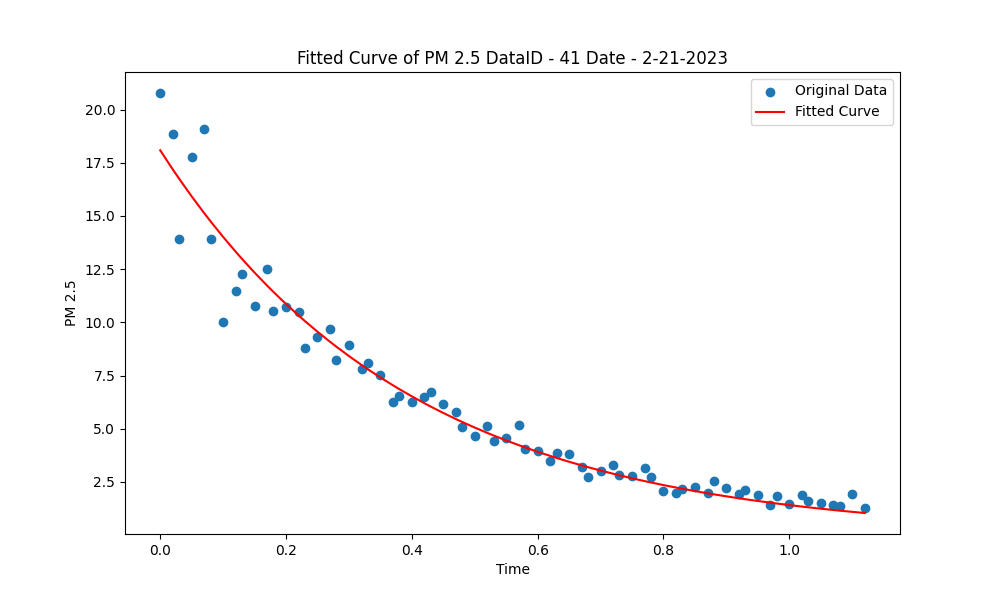 Fitted Curve of PM 2.5 DataID - 41 Date - 2-21-2023
Original Data
Fitted Curve
20.0
17.5
15.0
12.5
10.0
7.5
5.0
2.5
PM 2.5
0.0 0.2 0.4 0.6 0.8 1.0
Time